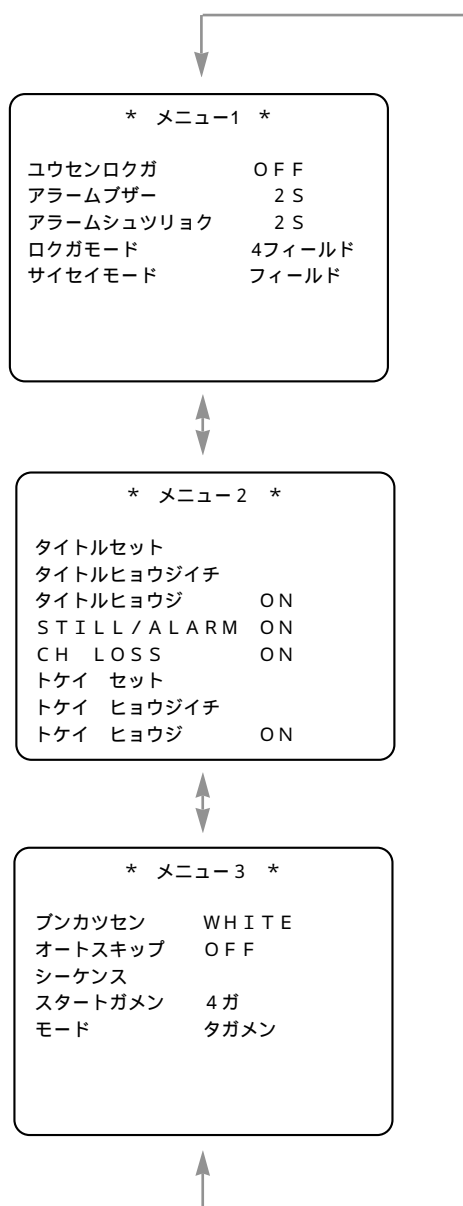 * メニュー1 *
ユウセンロクガ OFF
アラームブザー 2S
アラームシュツリョク 2S
ロクガモード 4フィールド
サイセイモード フィールド
* メニュー2 *
タイトルセット
タイトルヒョウジイチ
タイトルヒョウジ ON
STILL/ALARM ON
CH LOSS ON
トケイ セット
トケイ ヒョウジイチ
トケイ ヒョウジ ON
* メニュー3 *
ブンカツセン WHITE
オートスキップ OFF
シーケンス
スタートガメン 4ガ
モード タガメン